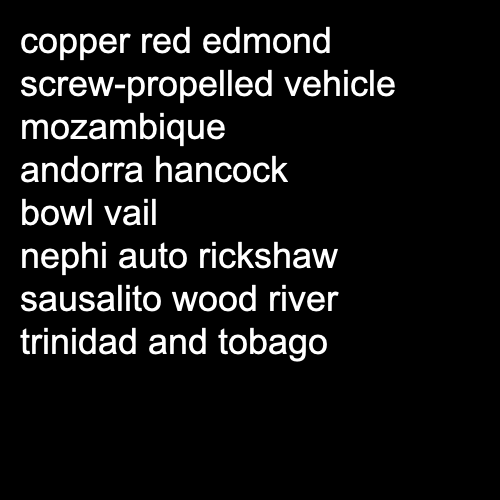 copper red edmond
screw-propelled vehicle
mozambique
andorra hancock
bowl vail
nephi auto rickshaw
sausalito wood river
trinidad and tobago